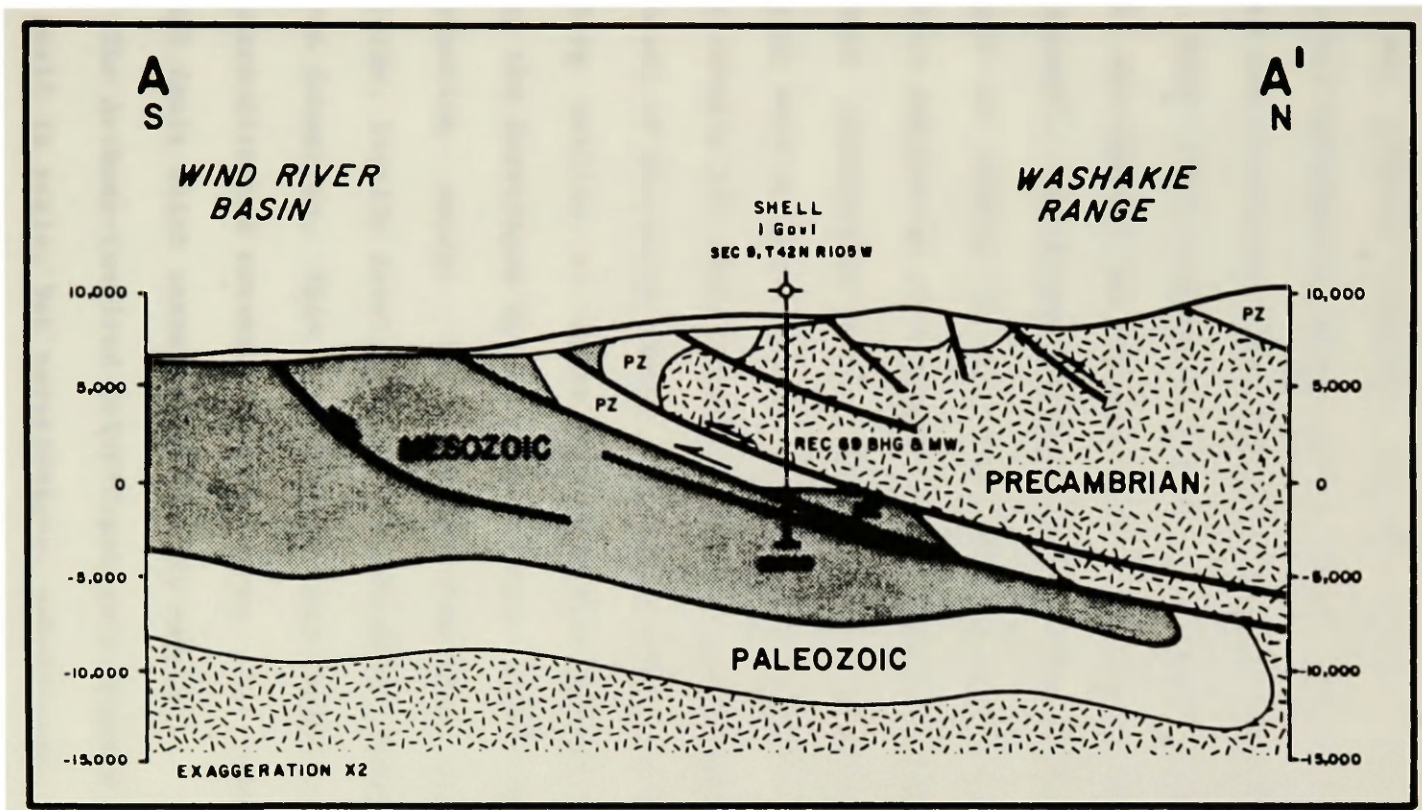 A
S
A'
N
WIND RIVER
BASIN
WASHAKIE
RANGE
SHELL
1 Govt
SEC 9, T42N R105W
10,000
5,000
0
-5,000
-10,000
-15,000
10,000
5,000
0
-5,000
-10,000
-15,000
PZ
PZ
PZ
MESOZOIC
REC 69 BHG & MW
PRECAMBRIAN
PALEOZOIC
EXAGGERATION X2